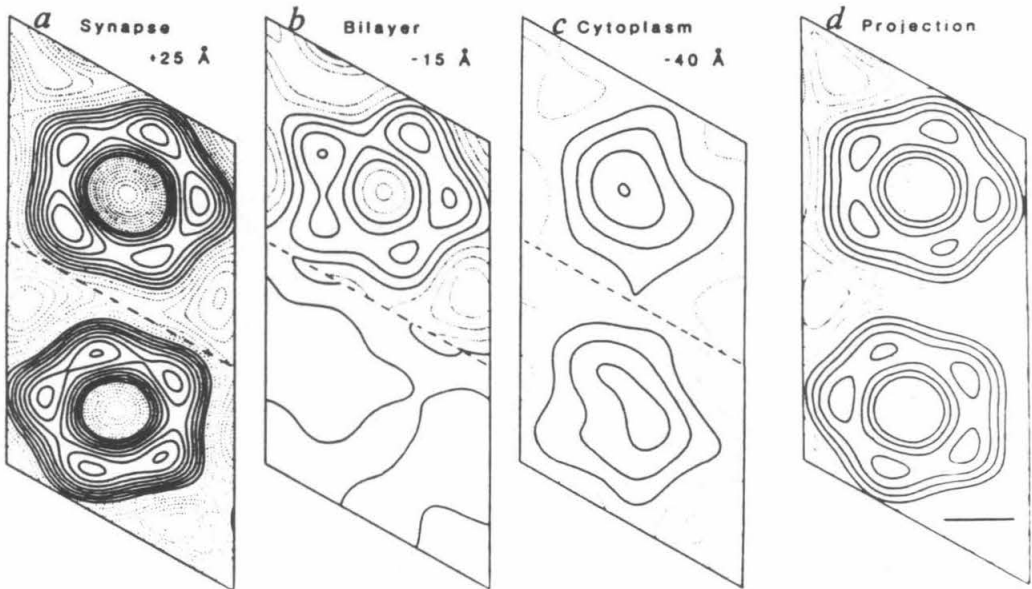 a Synapse
+25 Å
b Bilayer
-15 Å
c Cytoplasm
-40 Å
d Projection